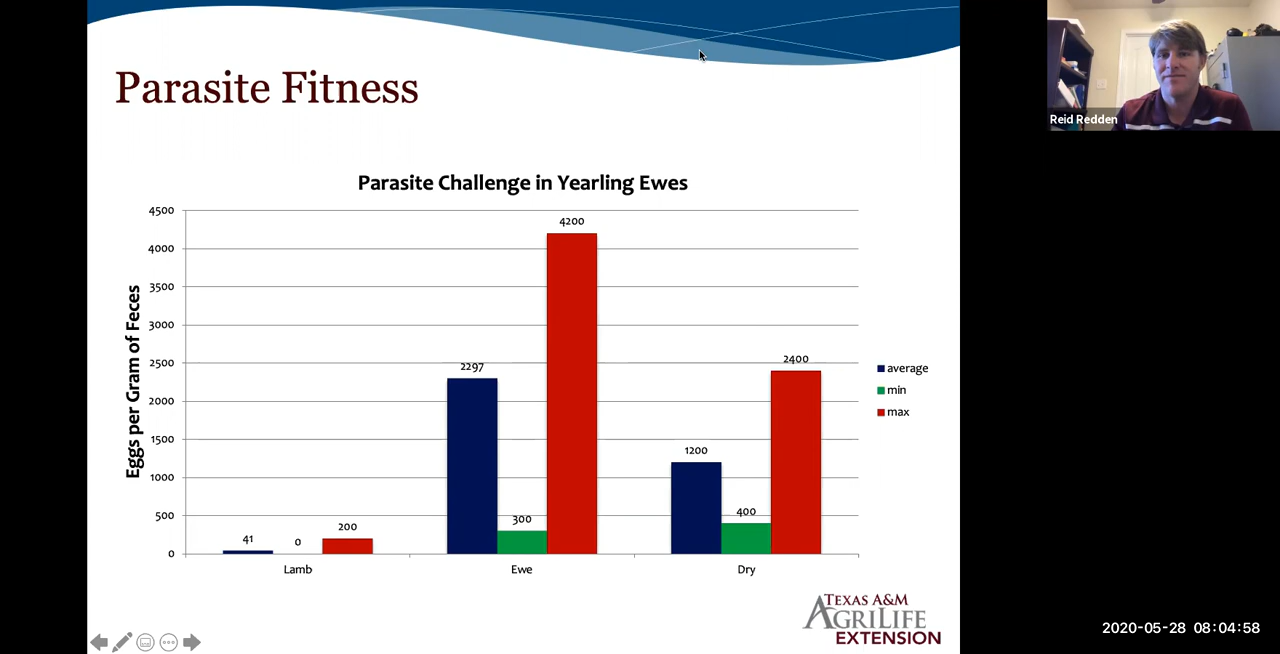 Parasite Fitness
Parasite Challenge in Yearling Ewes
Eggs per Gram of Feces
4500
4000
3500
3000
2500
2000
1500
1000
500
0
41
0
200
2297
300
4200
1200
400
2400
Lamb
Ewe
Dry
average
min
max
TEXAS A&M
AGRILIFE
EXTENSION
Reid Redden
2020-05-28 08:04:58